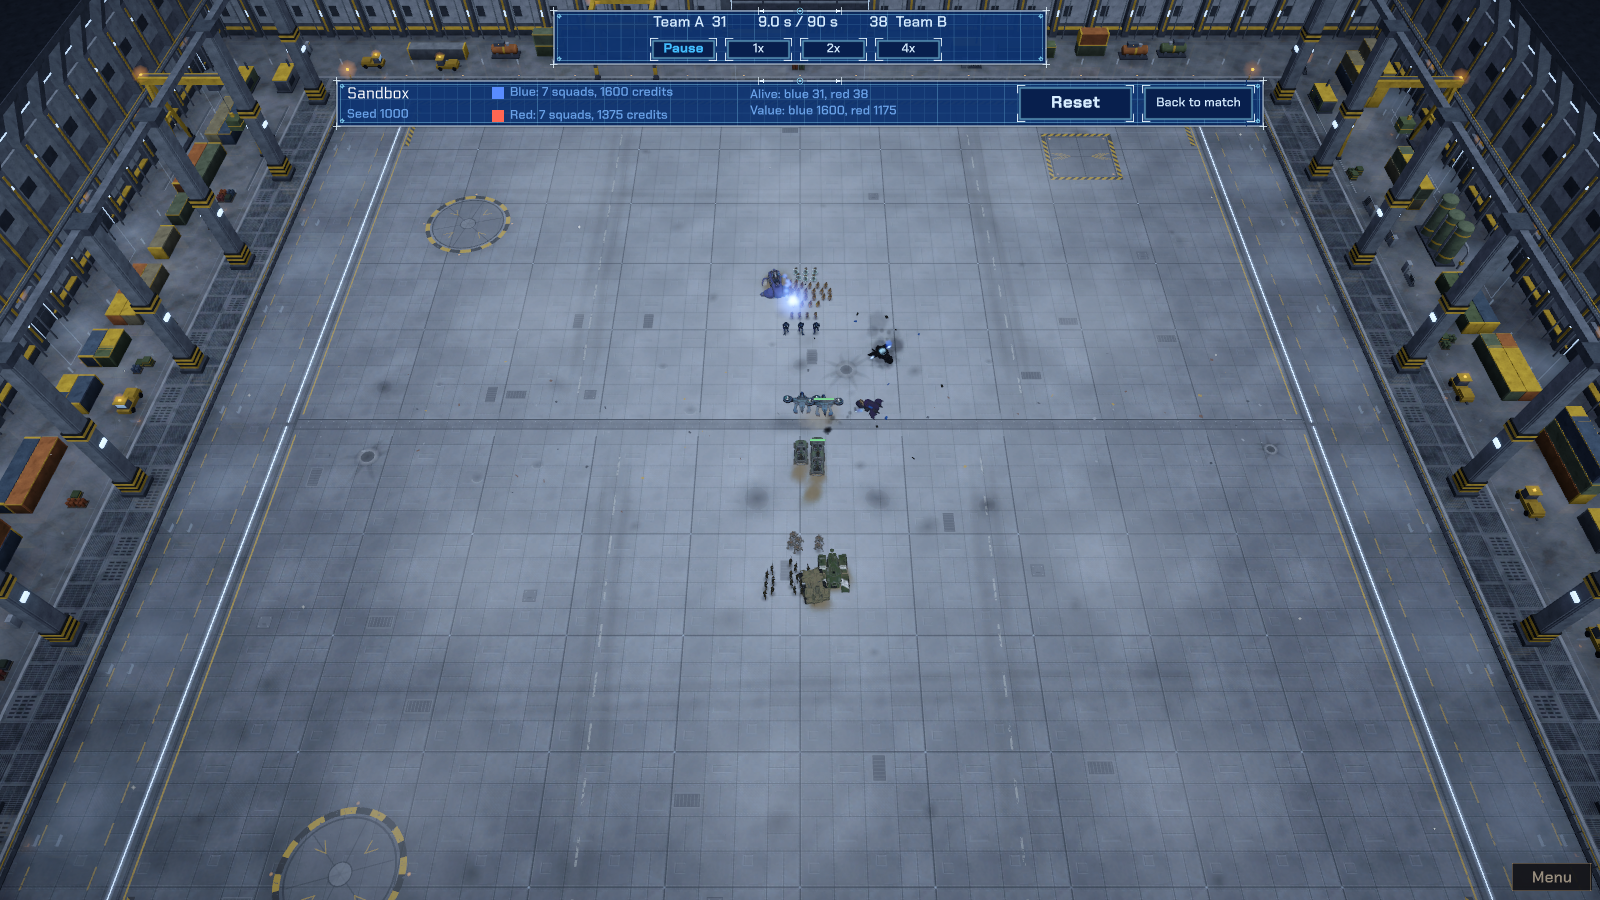 Team A 31 9.0 s / 90 s 38 Team B
Pause 1x 2x 4x
Sandbox
Seed 1000
Blue: 7 squads, 1600 credits
Red: 7 squads, 1375 credits
Alive: blue 31, red 38
Value: blue 1600, red 1175
Reset
Back to match
Menu